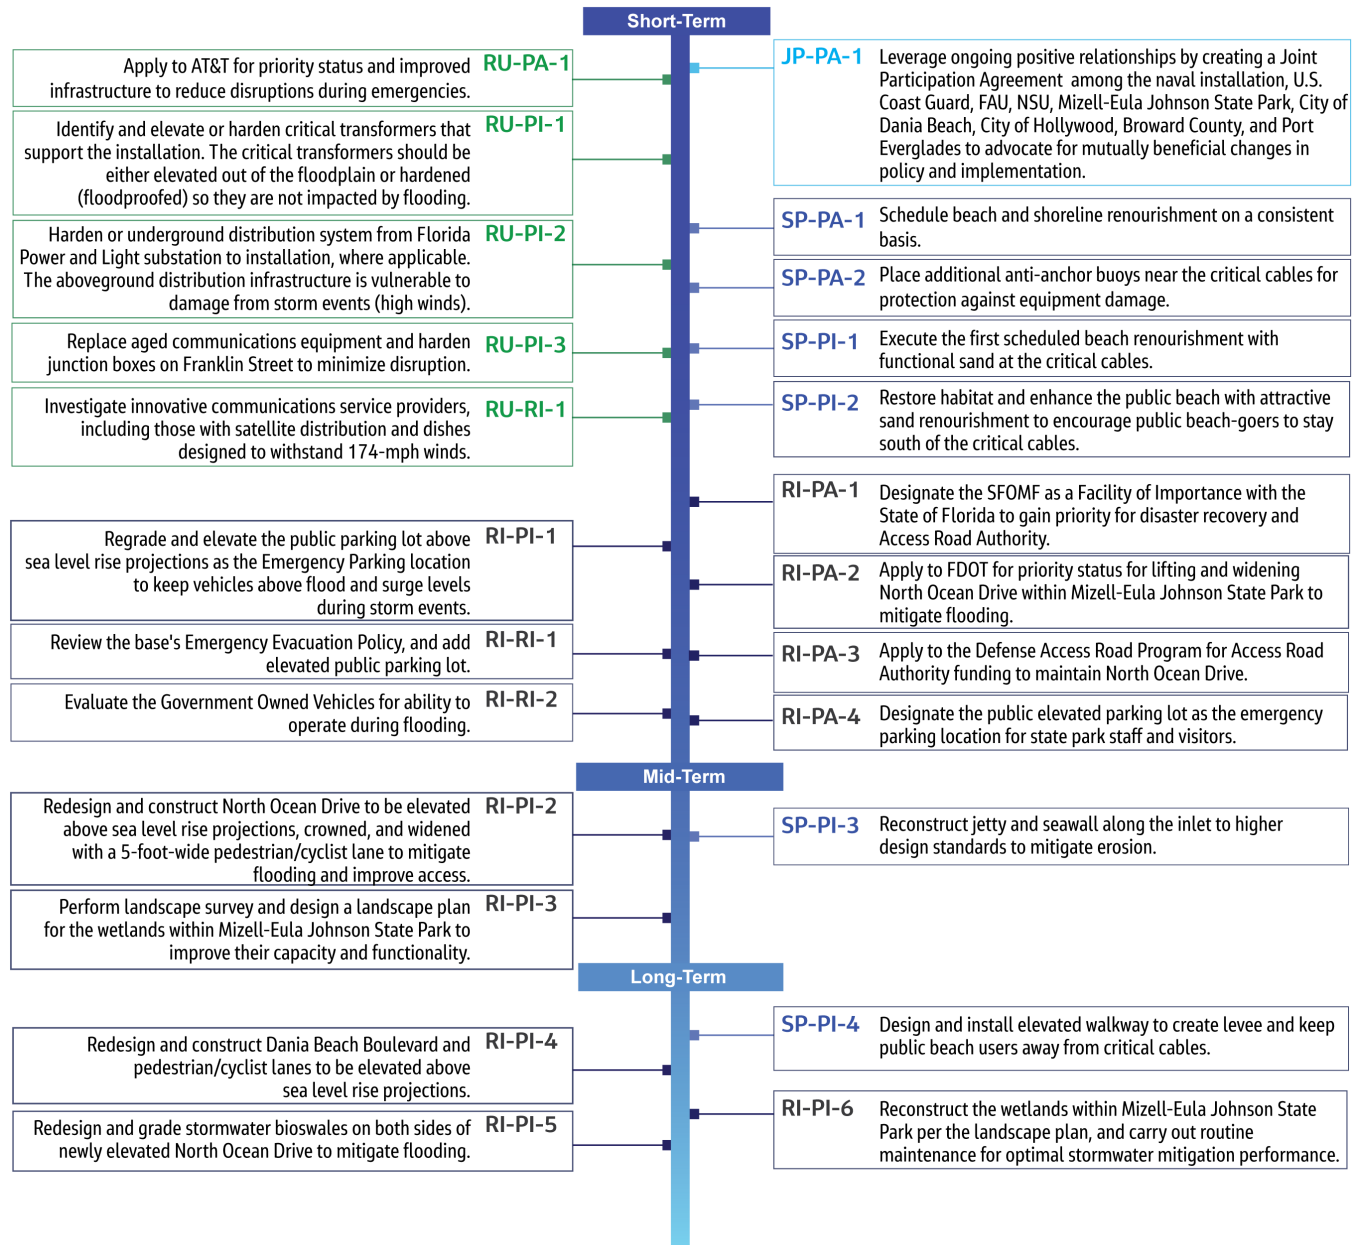 Short-Term
RU-PA-1
Apply to AT&T for priority status and improved
infrastructure to reduce disruptions during emergencies.
RU-PI-1
Identify and elevate or harden critical transformers that
support the installation. The critical transformers should be
either elevated out of the floodplain or hardened
(floodproofed) so they are not impacted by flooding.
RU-PI-2
Harden or underground distribution system from Florida
Power and Light substation to installation, where applicable.
The aboveground distribution infrastructure is vulnerable to
damage from storm events (high winds).
RU-PI-3
Replace aged communications equipment and harden
junction boxes on Franklin Street to minimize disruption.
RU-RI-1
Investigate innovative communications service providers,
including those with satellite distribution and dishes
designed to withstand 174-mph winds.
RI-PI-1
Regrade and elevate the public parking lot above
sea level rise projections as the Emergency Parking location
to keep vehicles above flood and surge levels
during storm events.
RI-RI-1
Review the base's Emergency Evacuation Policy, and add
elevated public parking lot.
RI-RI-2
Evaluate the Government Owned Vehicles for ability to
operate during flooding.
JP-PA-1
Leverage ongoing positive relationships by creating a Joint
Participation Agreement among the naval installation, U.S.
Coast Guard, FAU, NSU, Mizell-Eula Johnson State Park, City of
Dania Beach, City of Hollywood, Broward County, and Port
Everglades to advocate for mutually beneficial changes in
policy and implementation.
SP-PA-1
Schedule beach and shoreline renourishment on a consistent
basis.
SP-PA-2
Place additional anti-anchor buoys near the critical cables for
protection against equipment damage.
SP-PI-1
Execute the first scheduled beach renourishment with
functional sand at the critical cables.
SP-PI-2
Restore habitat and enhance the public beach with attractive
sand renourishment to encourage public beach-goers to stay
south of the critical cables.
RI-PA-1
Designate the SFOMF as a Facility of Importance with the
State of Florida to gain priority for disaster recovery and
Access Road Authority.
RI-PA-2
Apply to FDOT for priority status for lifting and widening
North Ocean Drive within Mizell-Eula Johnson State Park to
mitigate flooding.
RI-PA-3
Apply to the Defense Access Road Program for Access Road
Authority funding to maintain North Ocean Drive.
RI-PA-4
Designate the public elevated parking lot as the emergency
parking location for state park staff and visitors.
Mid-Term
RI-PI-2
Redesign and construct North Ocean Drive to be elevated
above sea level rise projections, crowned, and widened
with a 5-foot-wide pedestrian/cyclist lane to mitigate
flooding and improve access.
RI-PI-3
Perform landscape survey and design a landscape plan
for the wetlands within Mizell-Eula Johnson State Park to
improve their capacity and functionality.
SP-PI-3
Reconstruct jetty and seawall along the inlet to higher
design standards to mitigate erosion.
Long-Term
RI-PI-4
Redesign and construct Dania Beach Boulevard and
pedestrian/cyclist lanes to be elevated above
sea level rise projections.
RI-PI-5
Redesign and grade stormwater bioswales on both sides of
newly elevated North Ocean Drive to mitigate flooding.
SP-PI-4
Design and install elevated walkway to create levee and keep
public beach users away from critical cables.
RI-PI-6
Reconstruct the wetlands within Mizell-Eula Johnson State
Park per the landscape plan, and carry out routine
maintenance for optimal stormwater mitigation performance.